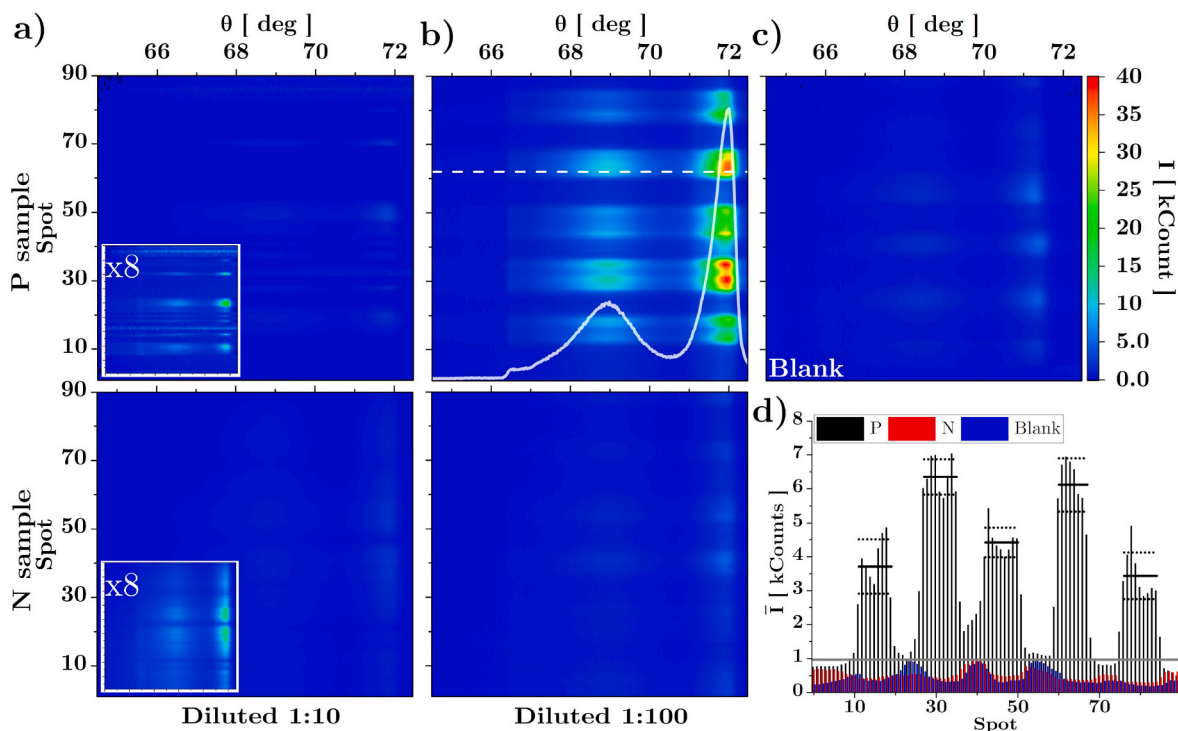 a)
θ [ deg ]
66 68 70 72
b)
θ [ deg ]
66 68 70 72
c)
θ [ deg ]
66 68 70 72
P sample
Spot
90
70
50
30
10
x8
Blank
40
35
30
25
20
15
10
5.0
0.0
I [ kCount ]
N sample
Spot
90
70
50
30
10
x8
Diluted 1:10
Diluted 1:100
d)
P N Blank
Ī [ kCounts ]
8
7
6
5
4
3
2
1
0
10 30 50 70
Spot